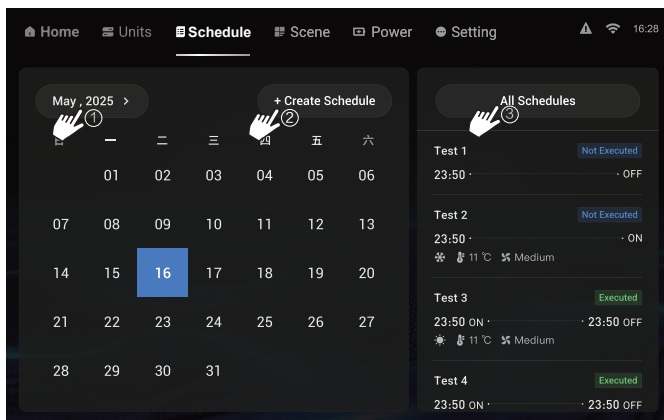 Home Units Schedule Scene Power Setting 16:28
May , 2025 >
①
+ Create Schedule
②
日 一 二 三 四 五 六
01 02 03 04 05 06
07 08 09 10 11 12 13
14 15 16 17 18 19 20
21 22 23 24 25 26 27
28 29 30 31
All Schedules
③
Test 1 Not Executed
23:50 · · OFF
Test 2 Not Executed
23:50 · · ON
11 ℃ Medium
Test 3 Executed
23:50 ON · · 23:50 OFF
11 ℃ Medium
Test 4 Executed
23:50 ON · · 23:50 OFF